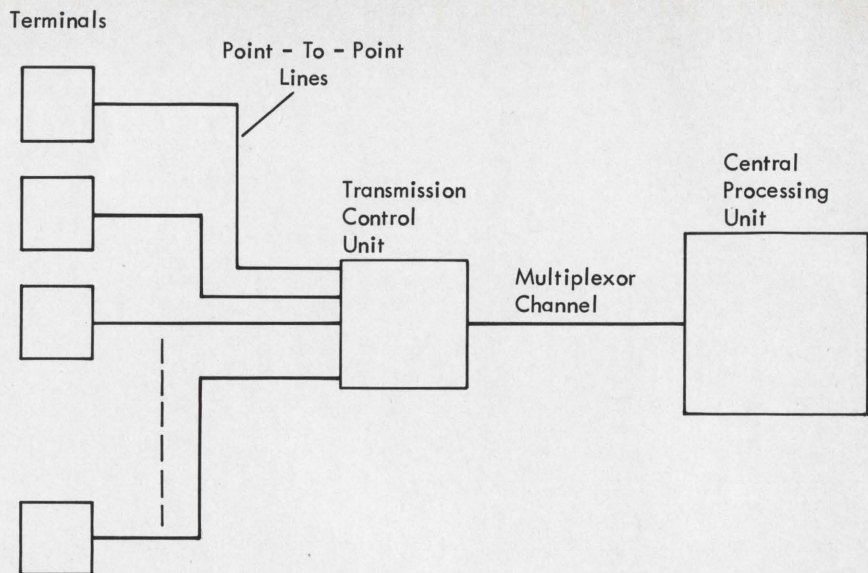 Terminals
Point - To - Point
Lines
Transmission
Control
Unit
Multiplexor
Channel
Central
Processing
Unit